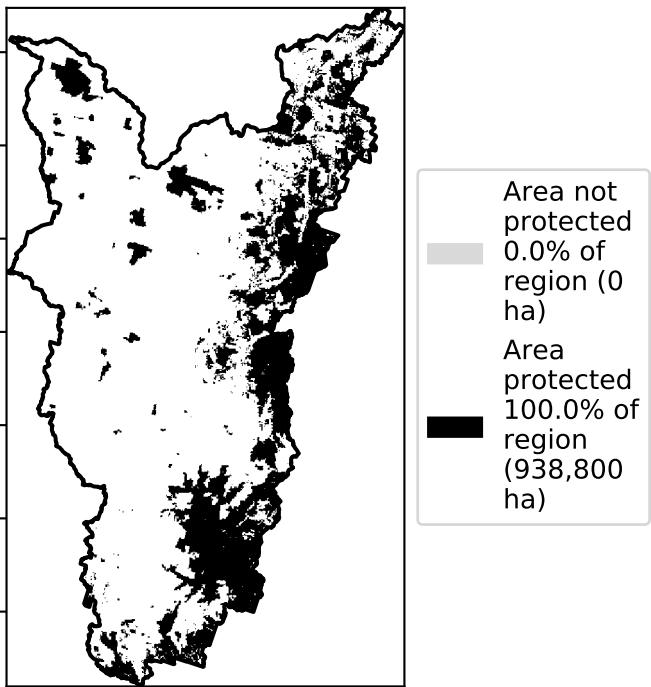 Area not
protected
0.0% of
region (0
ha)
Area
protected
100.0% of
region
(938,800
ha)